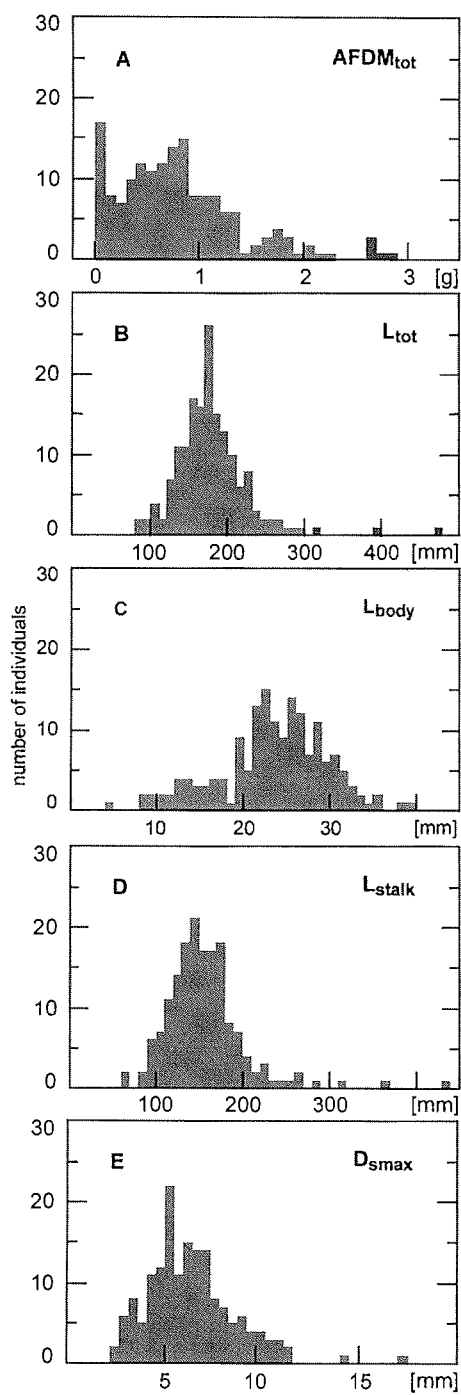 30
A AFDMtot
20
10
0
0 1 2 3 [g]
30
B Ltot
20
10
0
100 200 300 400 [mm]
number of individuals
30
C Lbody
20
10
0
10 20 30 [mm]
30
D Lstalk
20
10
0
100 200 300 [mm]
30
E Dsmax
20
10
0
5 10 15 [mm]